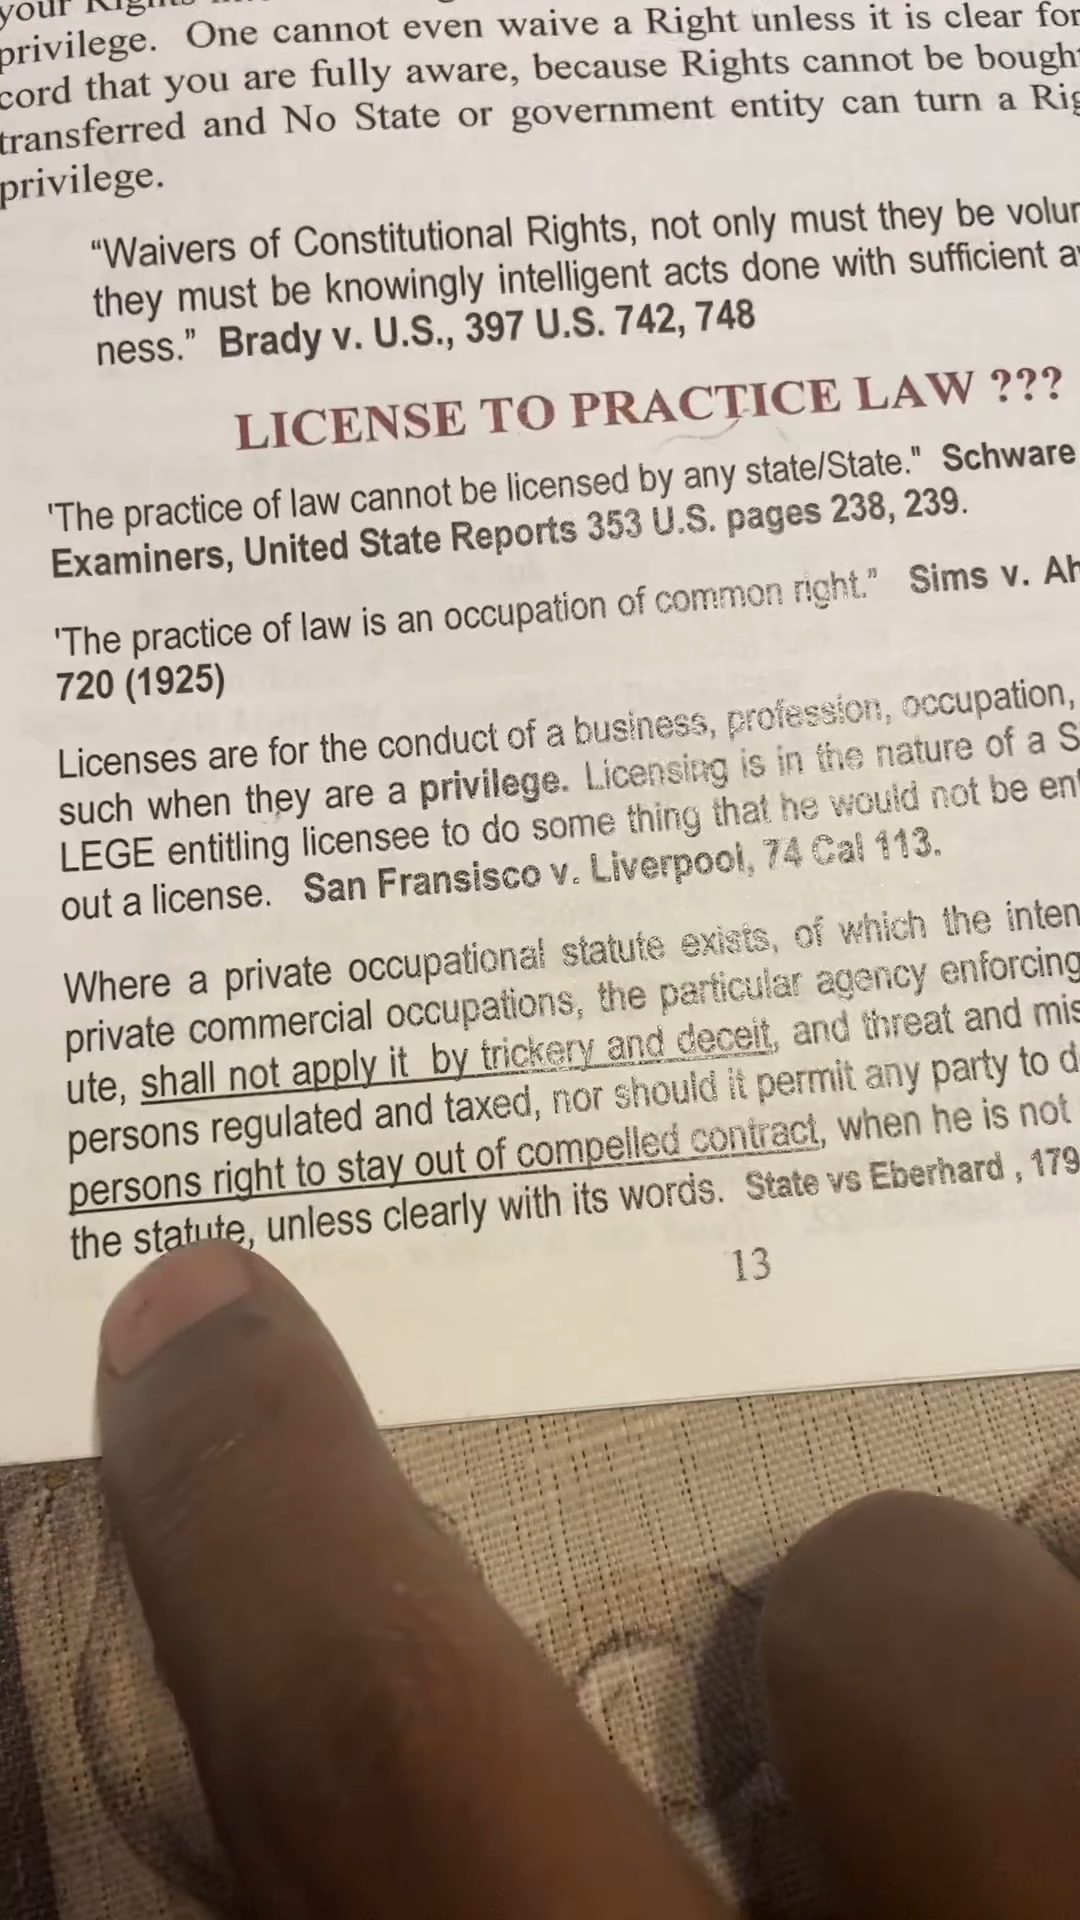 your
privilege. One cannot even waive a Right unless it is clear for
cord that you are fully aware, because Rights cannot be bough
transferred and No State or government entity can turn a Rig
privilege.
“Waivers of Constitutional Rights, not only must they be volun
they must be knowingly intelligent acts done with sufficient a
ness.” Brady v. U.S., 397 U.S. 742, 748
LICENSE TO PRACTICE LAW ???
'The practice of law cannot be licensed by any state/State." Schware
Examiners, United State Reports 353 U.S. pages 238, 239.
'The practice of law is an occupation of common right.” Sims v. Ah
720 (1925)
Licenses are for the conduct of a business, profession, occupation,
such when they are a privilege. Licensing is in the nature of a S
LEGE entitling licensee to do some thing that he would not be ent
out a license. San Fransisco v. Liverpool, 74 Cal 113.
Where a private occupational statute exists, of which the inten
private commercial occupations, the particular agency enforcing
ute, shall not apply it by trickery and deceit, and threat and mis
persons regulated and taxed, nor should it permit any party to d
persons right to stay out of compelled contract, when he is not
the statute, unless clearly with its words. State vs Eberhard , 179
13